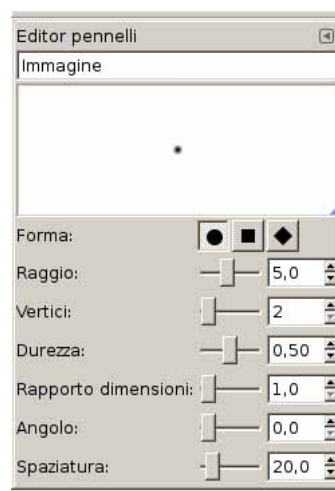 Editor pennelli
Immagine
Forma:
Raggio: 5,0
Vertici: 2
Durezza: 0,50
Rapporto dimensioni: 1,0
Angolo: 0,0
Spaziatura: 20,0